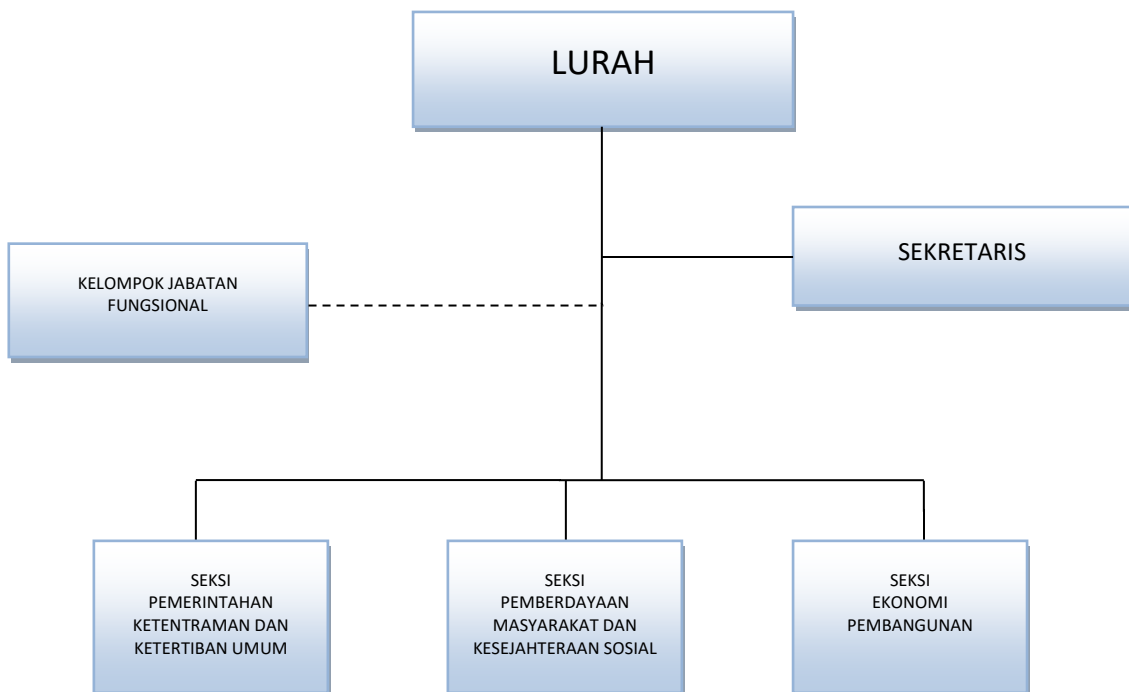 LURAH
SEKRETARIS
KELOMPOK JABATAN
FUNGSIONAL
SEKSI
PEMERINTAHAN
KETENTRAMAN DAN
KETERTIBAN UMUM
SEKSI
PEMBERDAYAAN
MASYARAKAT DAN
KESEJAHTERAAN SOSIAL
SEKSI
EKONOMI
PEMBANGUNAN